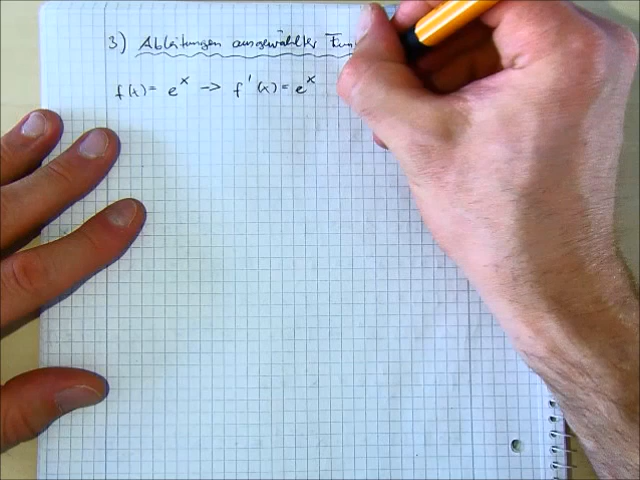 3) Ableitungen ausgewählter
f(x)= e^x -> f'(x)= e^x